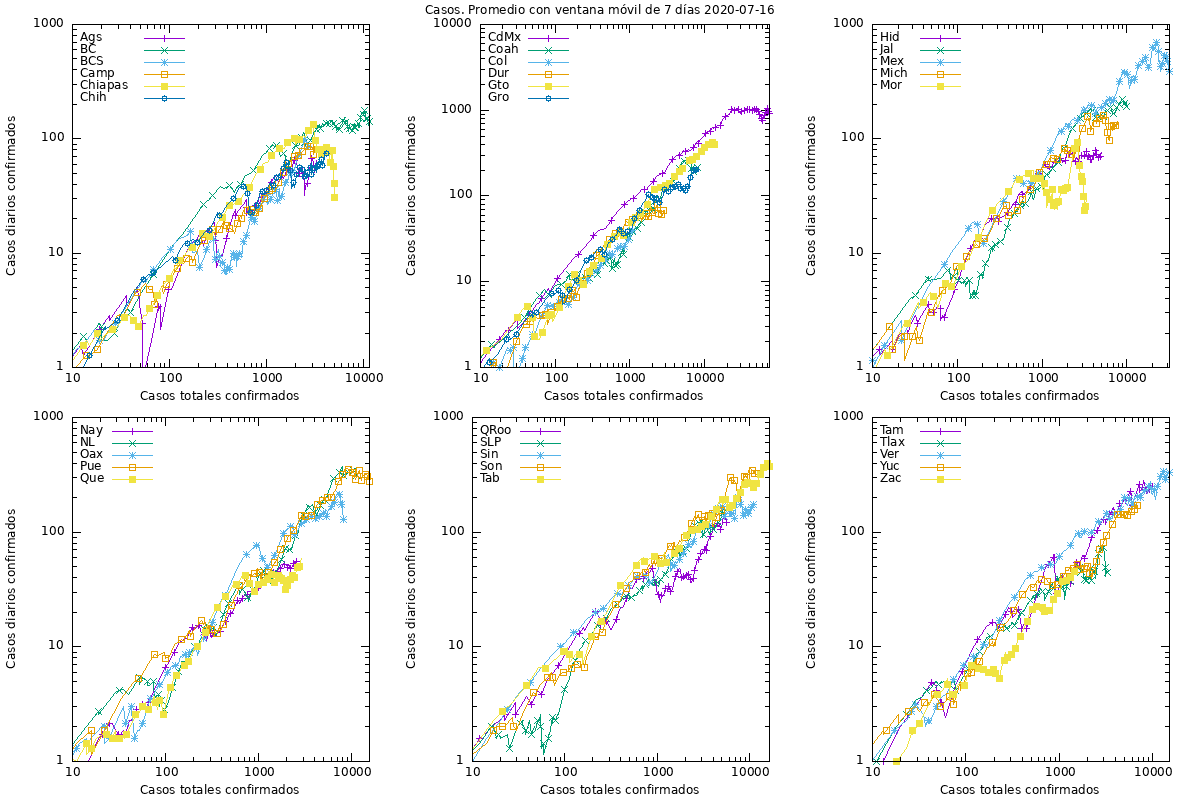 Casos. Promedio con ventana móvil de 7 días 2020-07-16
1000
100
10
1
10
100
1000
10000
Casos diarios confirmados
Casos totales confirmados
Ags
BC
BCS
Camp
Chiapas
Chih
10000
1000
100
10
1
10
100
1000
10000
Casos diarios confirmados
Casos totales confirmados
CdMx
Coah
Col
Dur
Gto
Gro
1000
100
10
1
10
100
1000
10000
Casos diarios confirmados
Casos totales confirmados
Hid
Jal
Mex
Mich
Mor
1000
100
10
1
10
100
1000
10000
Casos diarios confirmados
Casos totales confirmados
Nay
NL
Oax
Pue
Que
1000
100
10
1
10
100
1000
10000
Casos diarios confirmados
Casos totales confirmados
QRoo
SLP
Sin
Son
Tab
1000
100
10
1
10
100
1000
10000
Casos diarios confirmados
Casos totales confirmados
Tam
Tlax
Ver
Yuc
Zac